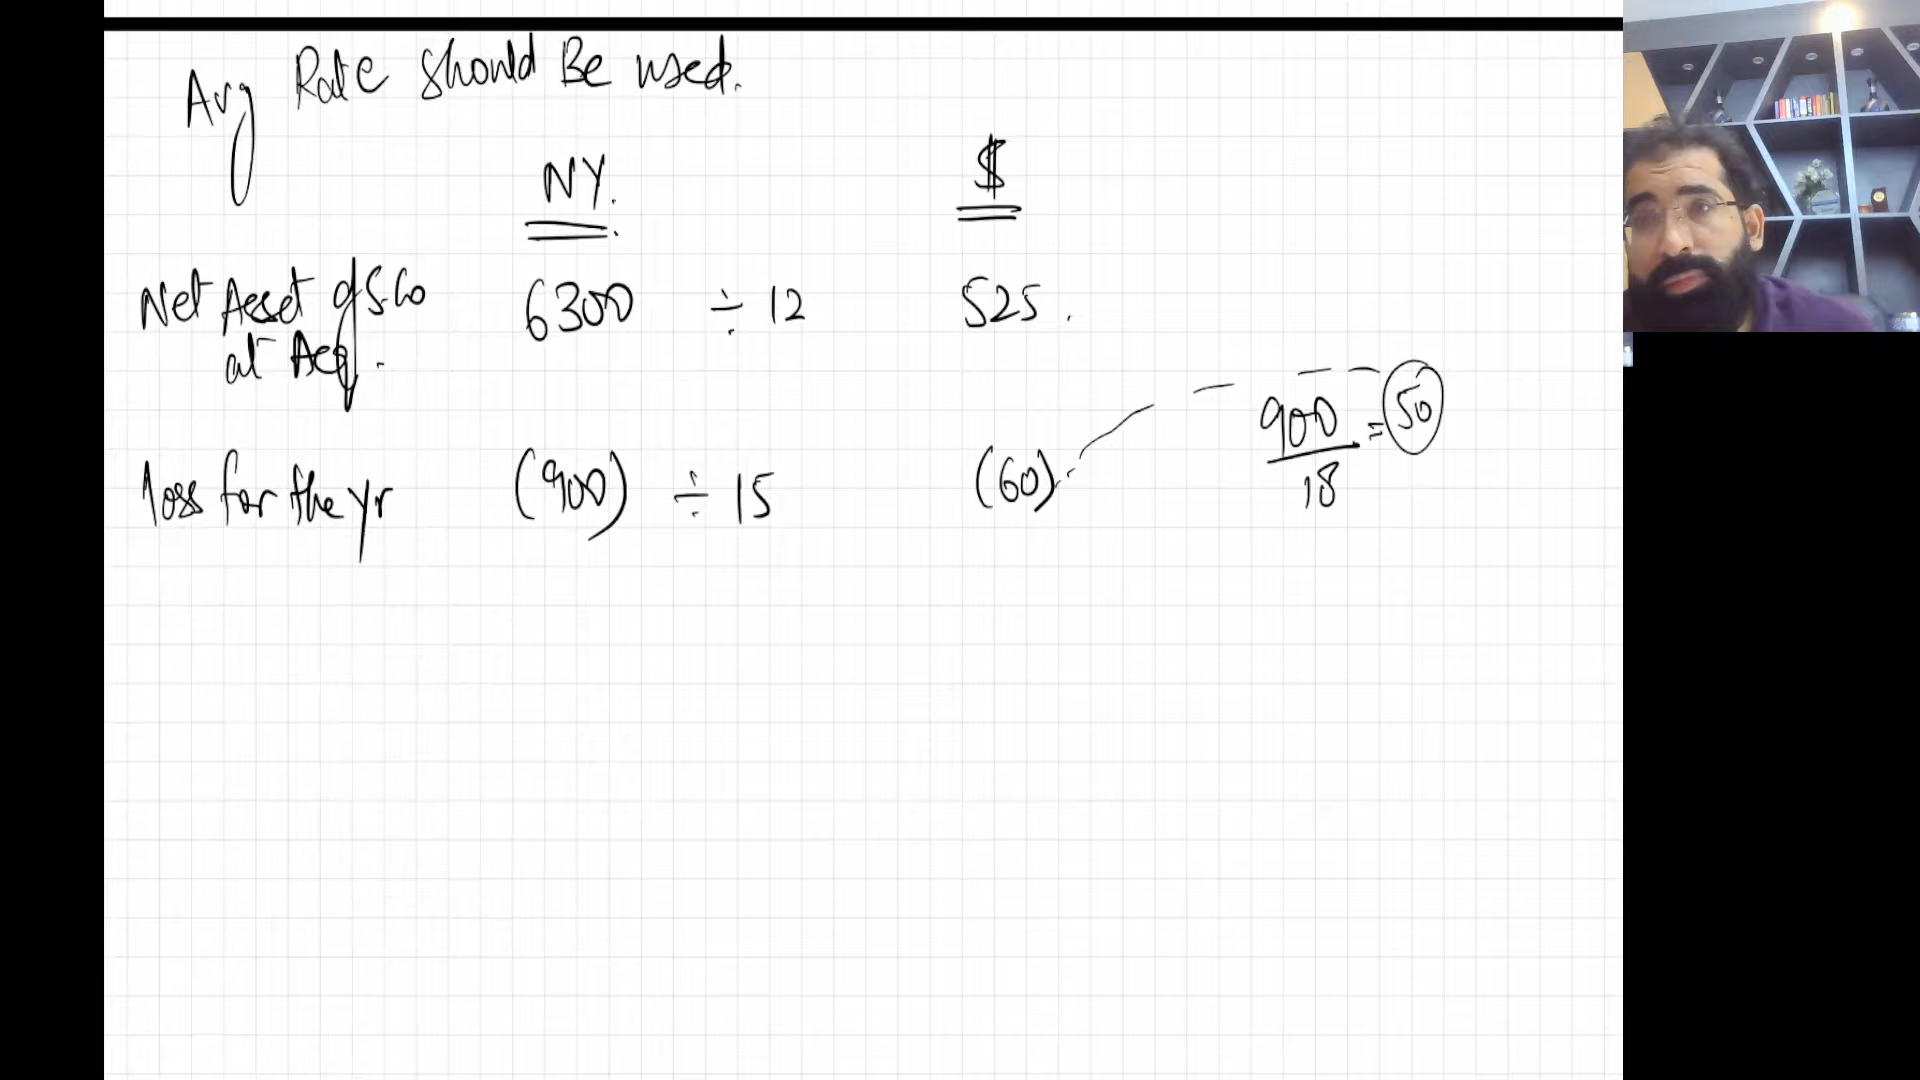 Avg Rate should Be used.
NY. $
Net Asset of S.Co 6300 ÷ 12 525.
at Acq.
900/18 = 50
loss for the yr (900) ÷ 15 (60)